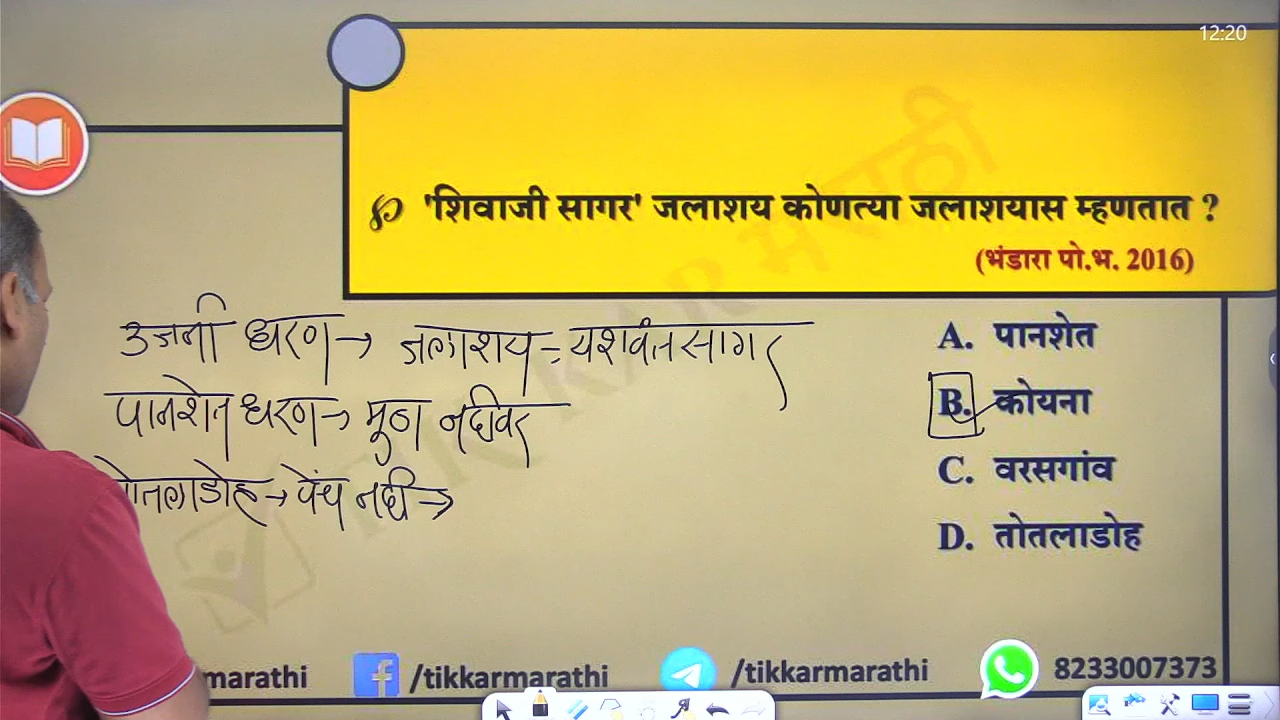 12:20
'शिवाजी सागर' जलाशय कोणत्या जलाशयास म्हणतात ?
(भंडारा पो.भ. 2016)
उजनी धरण → जलाशय = यशवंतसागर
पानशेत धरण → मुठा नदीवर
तोतलाडोह → पेंच नदी →
A. पानशेत
B. कोयना
C. वरसगांव
D. तोतलाडोह
marathi
/tikkarmarathi
/tikkarmarathi
8233007373